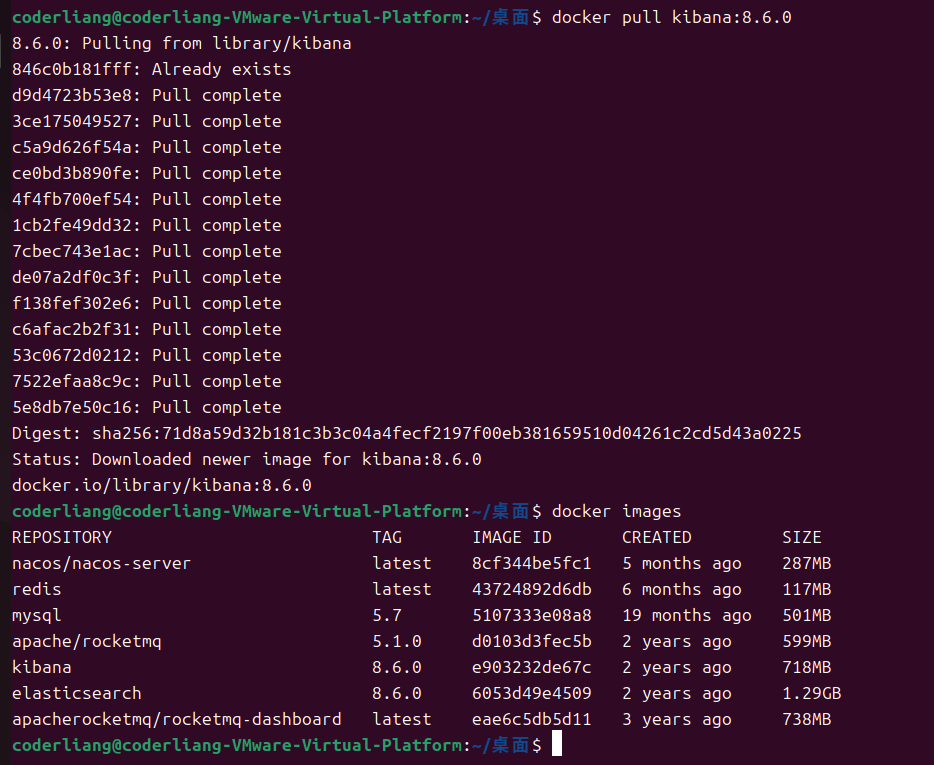 coderliang@coderliang-VMware-Virtual-Platform:~/桌面$ docker pull kibana:8.6.0
8.6.0: Pulling from library/kibana
846c0b181fff: Already exists
d9d4723b53e8: Pull complete
3ce175049527: Pull complete
c5a9d626f54a: Pull complete
ce0bd3b890fe: Pull complete
4f4fb700ef54: Pull complete
1cb2fe49dd32: Pull complete
7cbec743e1ac: Pull complete
de07a2df0c3f: Pull complete
f138fef302e6: Pull complete
c6afac2b2f31: Pull complete
53c0672d0212: Pull complete
7522efaa8c9c: Pull complete
5e8db7e50c16: Pull complete
Digest: sha256:71d8a59d32b181c3b3c04a4fecf2197f00eb381659510d04261c2cd5d43a0225
Status: Downloaded newer image for kibana:8.6.0
docker.io/library/kibana:8.6.0
coderliang@coderliang-VMware-Virtual-Platform:~/桌面$ docker images
REPOSITORY TAG IMAGE ID CREATED SIZE
nacos/nacos-server latest 8cf344be5fc1 5 months ago 287MB
redis latest 43724892d6db 6 months ago 117MB
mysql 5.7 5107333e08a8 19 months ago 501MB
apache/rocketmq 5.1.0 d0103d3fec5b 2 years ago 599MB
kibana 8.6.0 e903232de67c 2 years ago 718MB
elasticsearch 8.6.0 6053d49e4509 2 years ago 1.29GB
apacherocketmq/rocketmq-dashboard latest eae6c5db5d11 3 years ago 738MB
coderliang@coderliang-VMware-Virtual-Platform:~/桌面$